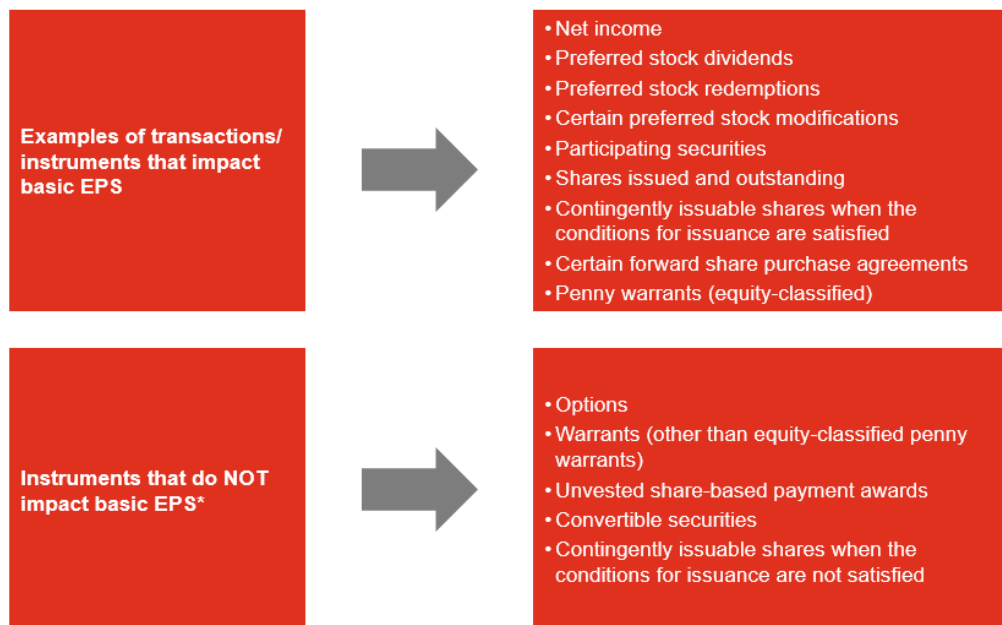 Examples of transactions/
instruments that impact
basic EPS
• Net income
• Preferred stock dividends
• Preferred stock redemptions
• Certain preferred stock modifications
• Participating securities
• Shares issued and outstanding
• Contingently issuable shares when the
conditions for issuance are satisfied
• Certain forward share purchase agreements
• Penny warrants (equity-classified)
Instruments that do NOT
impact basic EPS*
• Options
• Warrants (other than equity-classified penny
warrants)
• Unvested share-based payment awards
• Convertible securities
• Contingently issuable shares when the
conditions for issuance are not satisfied